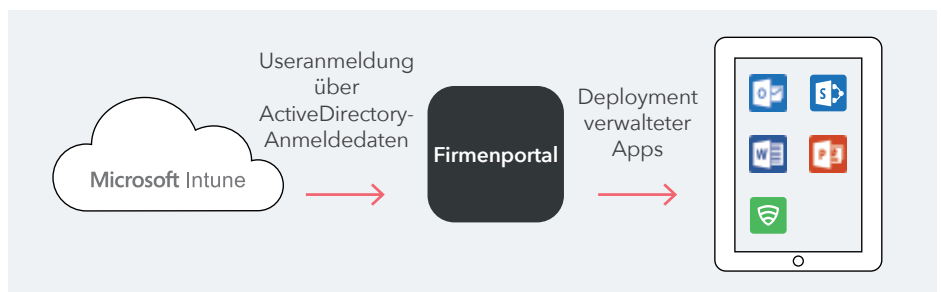 Useranmeldung
über
ActiveDirectory-
Anmeldedaten
Microsoft Intune
Firmenportal
Deployment
verwalteter
Apps
O
S
W
P